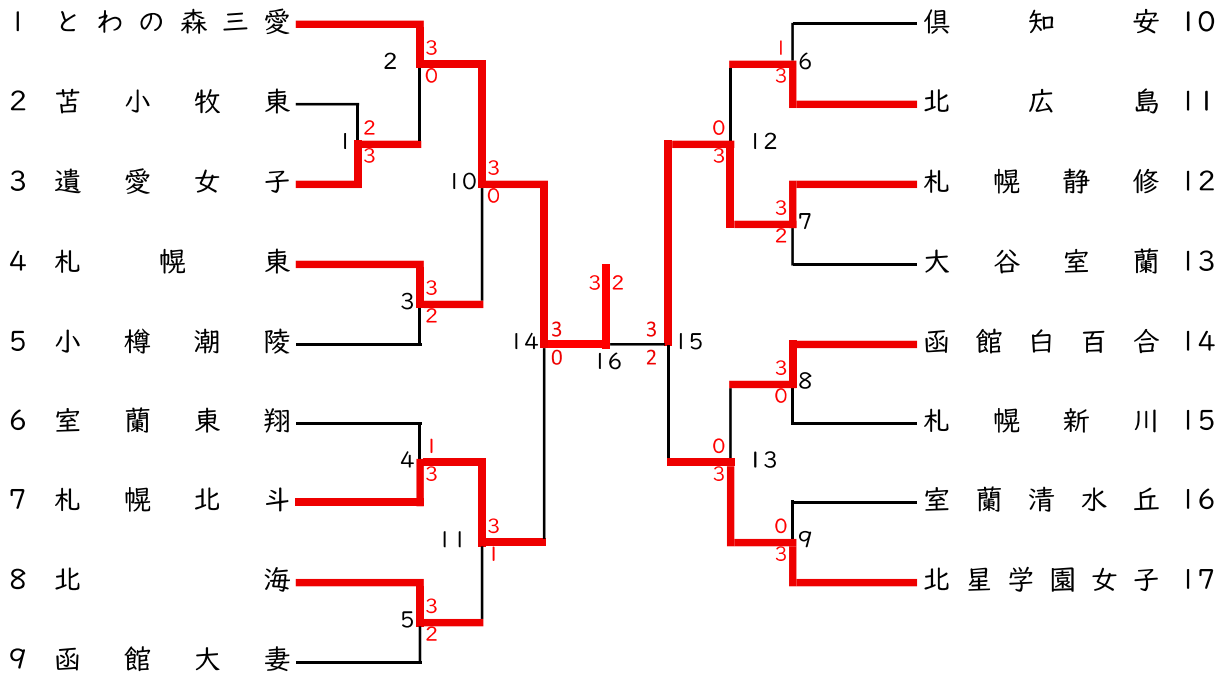 1 とわの森三愛
2 苫小牧東
3 遺愛女子
4 札幌東
5 小樽潮陵
6 室蘭東翔
7 札幌北斗
8 北海
9 函館大妻
倶知安 10
北広島 11
札幌静修 12
大谷室蘭 13
函館白百合 14
札幌新川 15
室蘭清水丘 16
北星学園女子 17
2
3
0
1
2
3
10
3
0
3
3
2
14
3
0
4
1
3
11
3
1
5
3
2
3 2
16
1
3
6
0
3
12
3
2
7
3
2
15
3
0
8
0
3
13
0
3
9